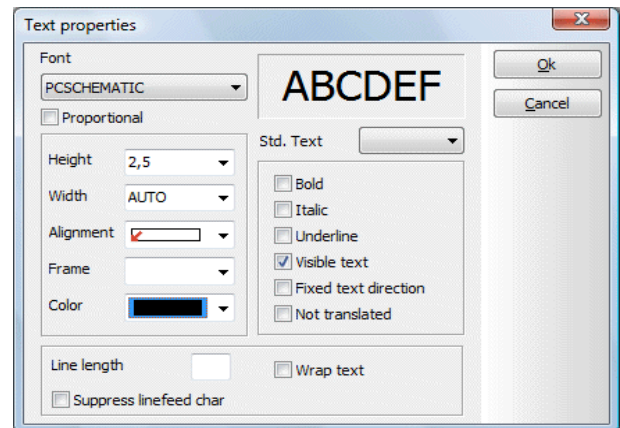 Text properties
Font
PCSCHEMATIC
Proportional
ABCDEF
Ok
Cancel
Std. Text
Height 2,5
Width AUTO
Alignment
Frame
Color
Bold
Italic
Underline
Visible text
Fixed text direction
Not translated
Line length
Wrap text
Suppress linefeed char